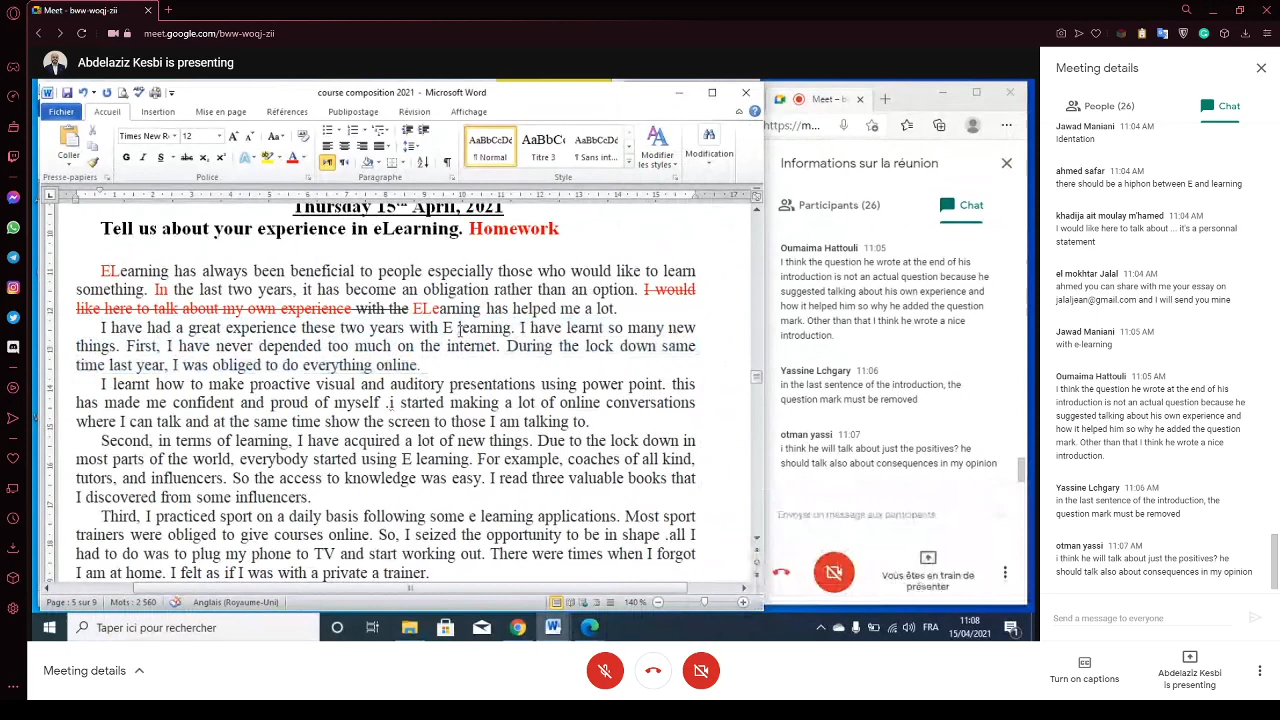 Meet - bww-woqj-zii
meet.google.com/bww-woqj-zii
Abdelaziz Kesbi is presenting
course composition 2021 - Microsoft Word
Fichier Accueil Insertion Mise en page Références Publipostage Révision Affichage
Coller
Times New R 12
AaBbCcDc AaBbC AaBbCcDc
¶ Normal Titre 3 ¶ Sans int...
Modifier les styles
Modification
Presse-papiers Police Paragraphe Style
Thursday 15th April, 2021
Tell us about your experience in eLearning. Homework
ELearning has always been beneficial to people especially those who would like to learn
something. In the last two years, it has become an obligation rather than an option. I would
like here to talk about my own experience with the ELearning has helped me a lot.
I have had a great experience these two years with E learning. I have learnt so many new
things. First, I have never depended too much on the internet. During the lock down same
time last year, I was obliged to do everything online.
I learnt how to make proactive visual and auditory presentations using power point. this
has made me confident and proud of myself .i started making a lot of online conversations
where I can talk and at the same time show the screen to those I am talking to.
Second, in terms of learning, I have acquired a lot of new things. Due to the lock down in
most parts of the world, everybody started using E learning. For example, coaches of all kind,
tutors, and influencers. So the access to knowledge was easy. I read three valuable books that
I discovered from some influencers.
Third, I practiced sport on a daily basis following some e learning applications. Most sport
trainers were obliged to give courses online. So, I seized the opportunity to be in shape .all I
had to do was to plug my phone to TV and start working out. There were times when I forgot
I am at home. I felt as if I was with a private a trainer.
Page : 5 sur 9 Mots : 2 560 Anglais (Royaume-Uni) 140 %
Taper ici pour rechercher
Meet – b
https://m...
Informations sur la réunion
Participants (26) Chat
Oumaima Hattouli 11:05
I think the question he wrote at the end of his
introduction is not an actual question because he
suggested talking about his own experience and
how it helped him so why he added the question
mark. Other than that I think he wrote a nice
introduction.
Yassine Lchgary 11:06
in the last sentence of the introduction, the
question mark must be removed
otman yassi 11:07
i think he will talk about just the positives? he
should talk also about consequences in my opinion
Envoyer un message aux participants
Vous êtes en train de
présenter
FRA
11:08
15/04/2021
1
Meeting details
People (26) Chat
Jawad Maniani 11:04 AM
Identation
ahmed safar 11:04 AM
there should be a hiphon between E and learning
khadija ait moulay m'hamed 11:04 AM
I would like to talk about ... it's a personnal
statement
el mokhtar Jalal 11:04 AM
ahmed you can share with me your essay on
jalaljean@gmail.com and I will send you mine
Jawad Maniani 11:05 AM
with e-learning
Oumaima Hattouli 11:05 AM
I think the question he wrote at the end of his
introduction is not an actual question because he
suggested talking about his own experience and
how it helped him so why he added the question
mark. Other than that I think he wrote a nice
introduction.
Yassine Lchgary 11:06 AM
in the last sentence of the introduction, the
question mark must be removed
otman yassi 11:07 AM
i think he will talk about just the positives? he
should talk also about consequences in my opinion
Send a message to everyone
Meeting details
Turn on captions
Abdelaziz Kesbi
is presenting